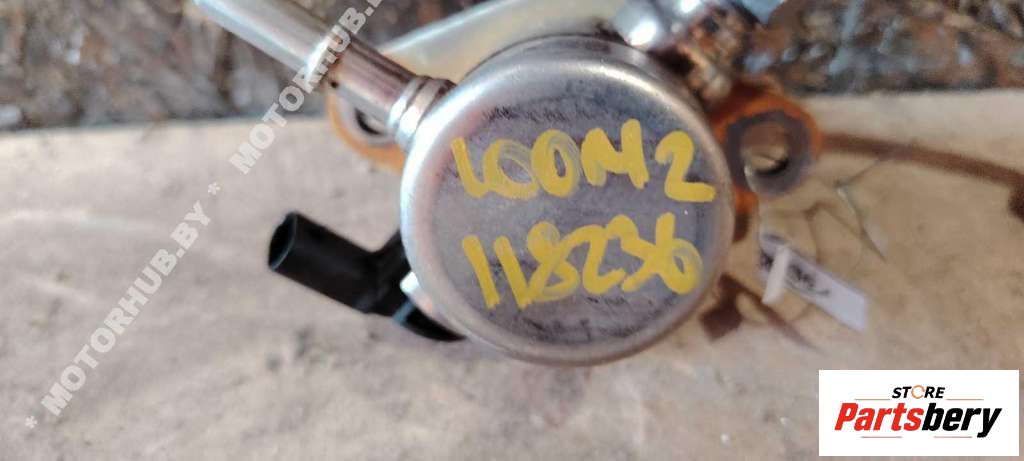 * MOTORHUB.BY * MOTORHUB.BY
LOOM2
118236
STORE
Partsbery